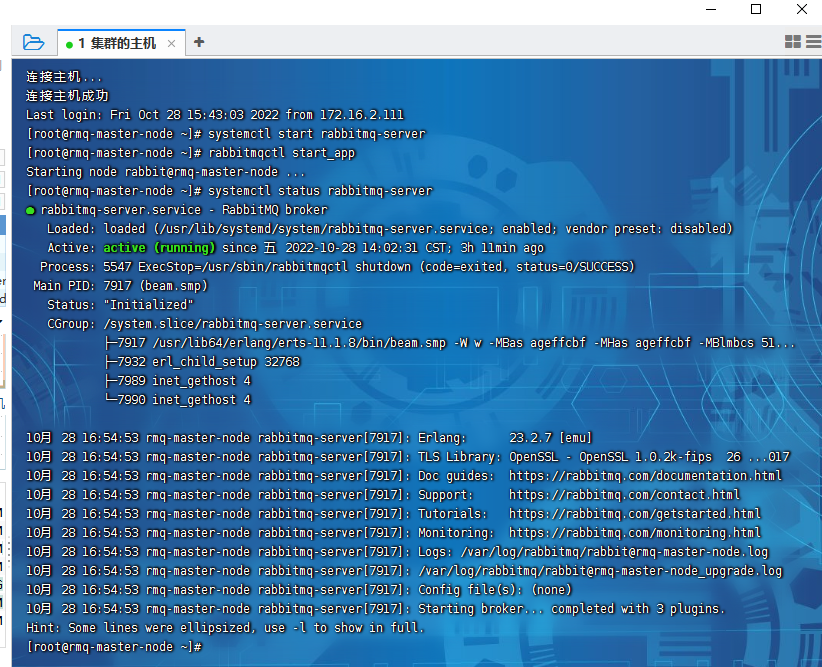 1 集群的主机
连接主机...
连接主机成功
Last login: Fri Oct 28 15:43:03 2022 from 172.16.2.111
[root@rmq-master-node ~]# systemctl start rabbitmq-server
[root@rmq-master-node ~]# rabbitmqctl start_app
Starting node rabbit@rmq-master-node ...
[root@rmq-master-node ~]# systemctl status rabbitmq-server
● rabbitmq-server.service - RabbitMQ broker
Loaded: loaded (/usr/lib/systemd/system/rabbitmq-server.service; enabled; vendor preset: disabled)
Active: active (running) since 五 2022-10-28 14:02:31 CST; 3h 11min ago
Process: 5547 ExecStop=/usr/sbin/rabbitmqctl shutdown (code=exited, status=0/SUCCESS)
Main PID: 7917 (beam.smp)
Status: "Initialized"
CGroup: /system.slice/rabbitmq-server.service
├─7917 /usr/lib64/erlang/erts-11.1.8/bin/beam.smp -W w -MBas ageffcbf -MHas ageffcbf -MBlmbcs 51...
├─7932 erl_child_setup 32768
├─7989 inet_gethost 4
└─7990 inet_gethost 4
10月 28 16:54:53 rmq-master-node rabbitmq-server[7917]: Erlang: 23.2.7 [emu]
10月 28 16:54:53 rmq-master-node rabbitmq-server[7917]: TLS Library: OpenSSL - OpenSSL 1.0.2k-fips 26 ...017
10月 28 16:54:53 rmq-master-node rabbitmq-server[7917]: Doc guides: https://rabbitmq.com/documentation.html
10月 28 16:54:53 rmq-master-node rabbitmq-server[7917]: Support: https://rabbitmq.com/contact.html
10月 28 16:54:53 rmq-master-node rabbitmq-server[7917]: Tutorials: https://rabbitmq.com/getstarted.html
10月 28 16:54:53 rmq-master-node rabbitmq-server[7917]: Monitoring: https://rabbitmq.com/monitoring.html
10月 28 16:54:53 rmq-master-node rabbitmq-server[7917]: Logs: /var/log/rabbitmq/rabbit@rmq-master-node.log
10月 28 16:54:53 rmq-master-node rabbitmq-server[7917]: /var/log/rabbitmq/rabbit@rmq-master-node_upgrade.log
10月 28 16:54:53 rmq-master-node rabbitmq-server[7917]: Config file(s): (none)
10月 28 16:54:53 rmq-master-node rabbitmq-server[7917]: Starting broker... completed with 3 plugins.
Hint: Some lines were ellipsized, use -l to show in full.
[root@rmq-master-node ~]#